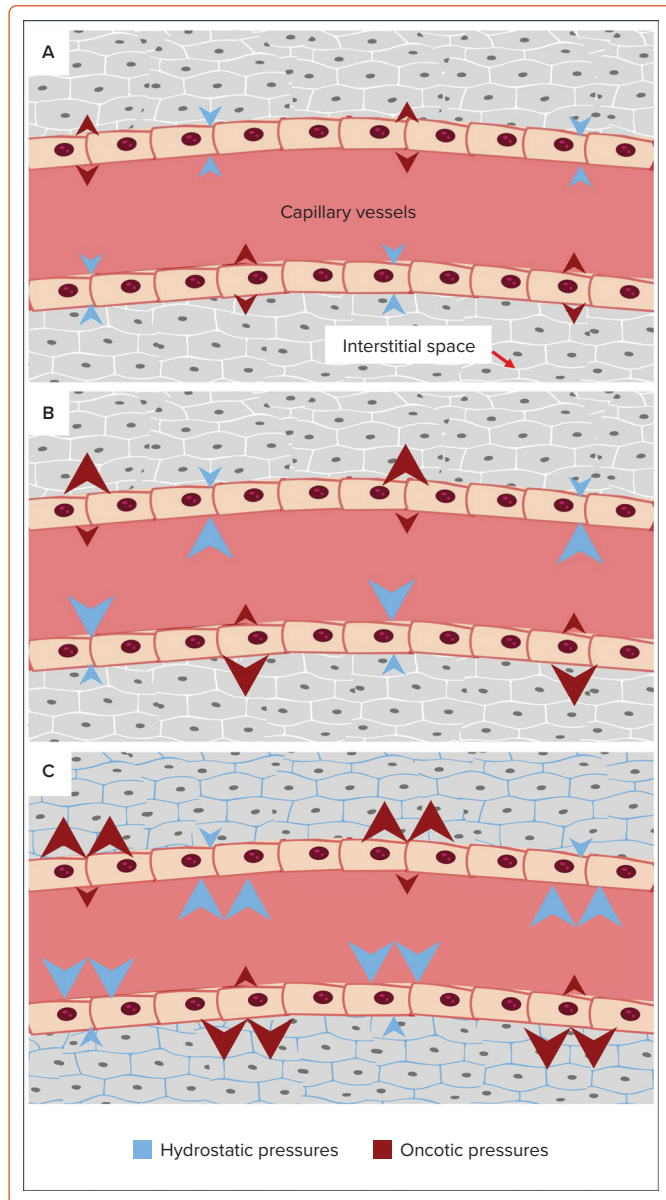 A
Capillary vessels
Interstitial space
B
C
Hydrostatic pressures
Oncotic pressures